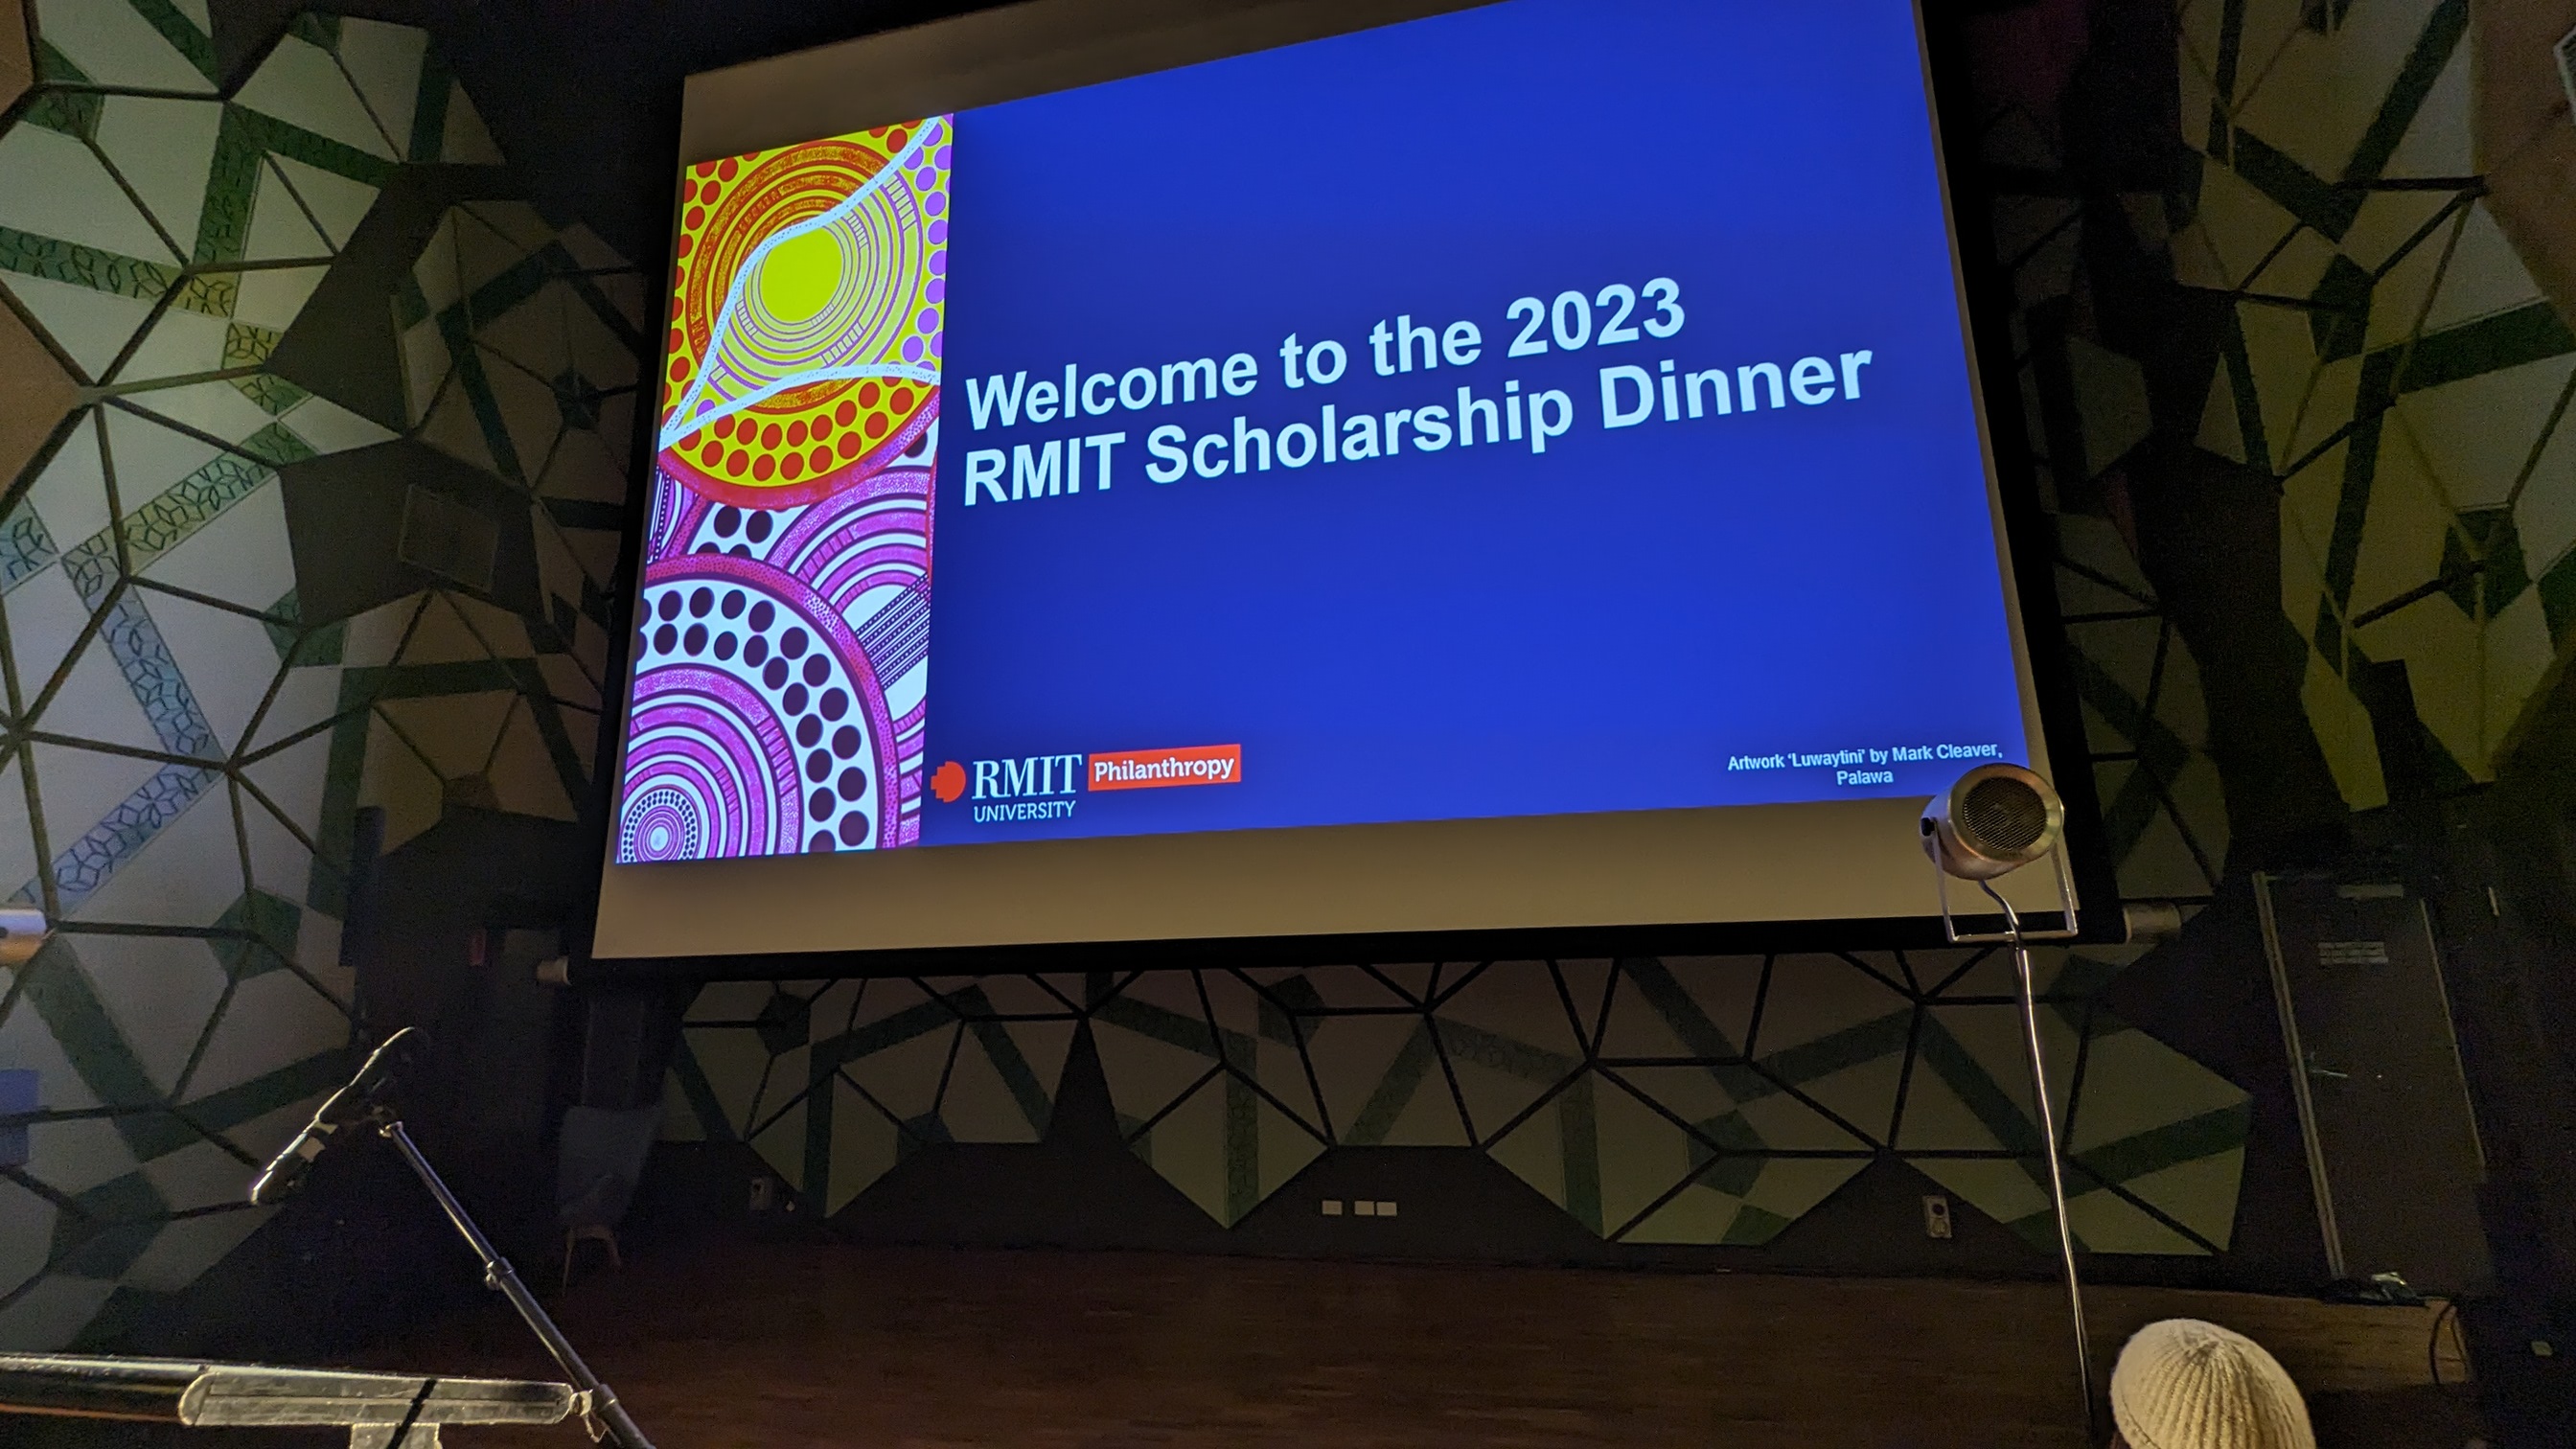 Welcome to the 2023
RMIT Scholarship Dinner
RMIT
UNIVERSITY
Philanthropy
Artwork ‘Luwaytini’ by Mark Cleaver,
Palawa